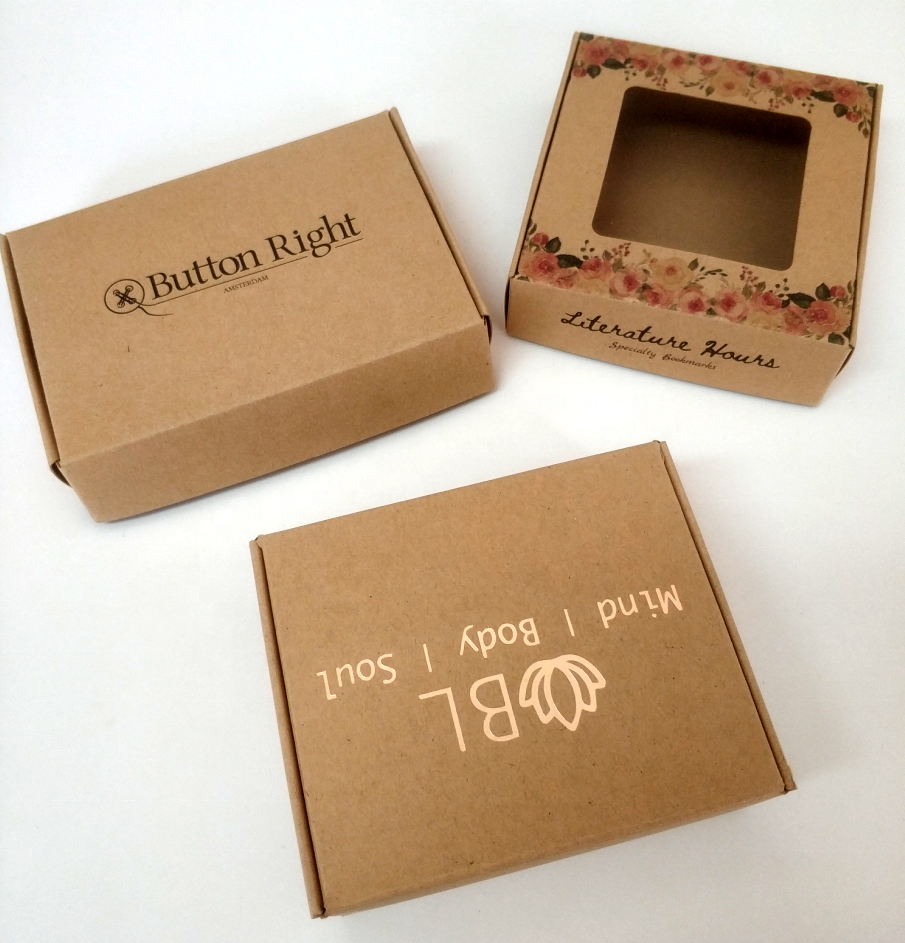 Button Right
AMSTERDAM
Literature Hours
Specialty Bookmarks
BL
Mind | Body | Soul